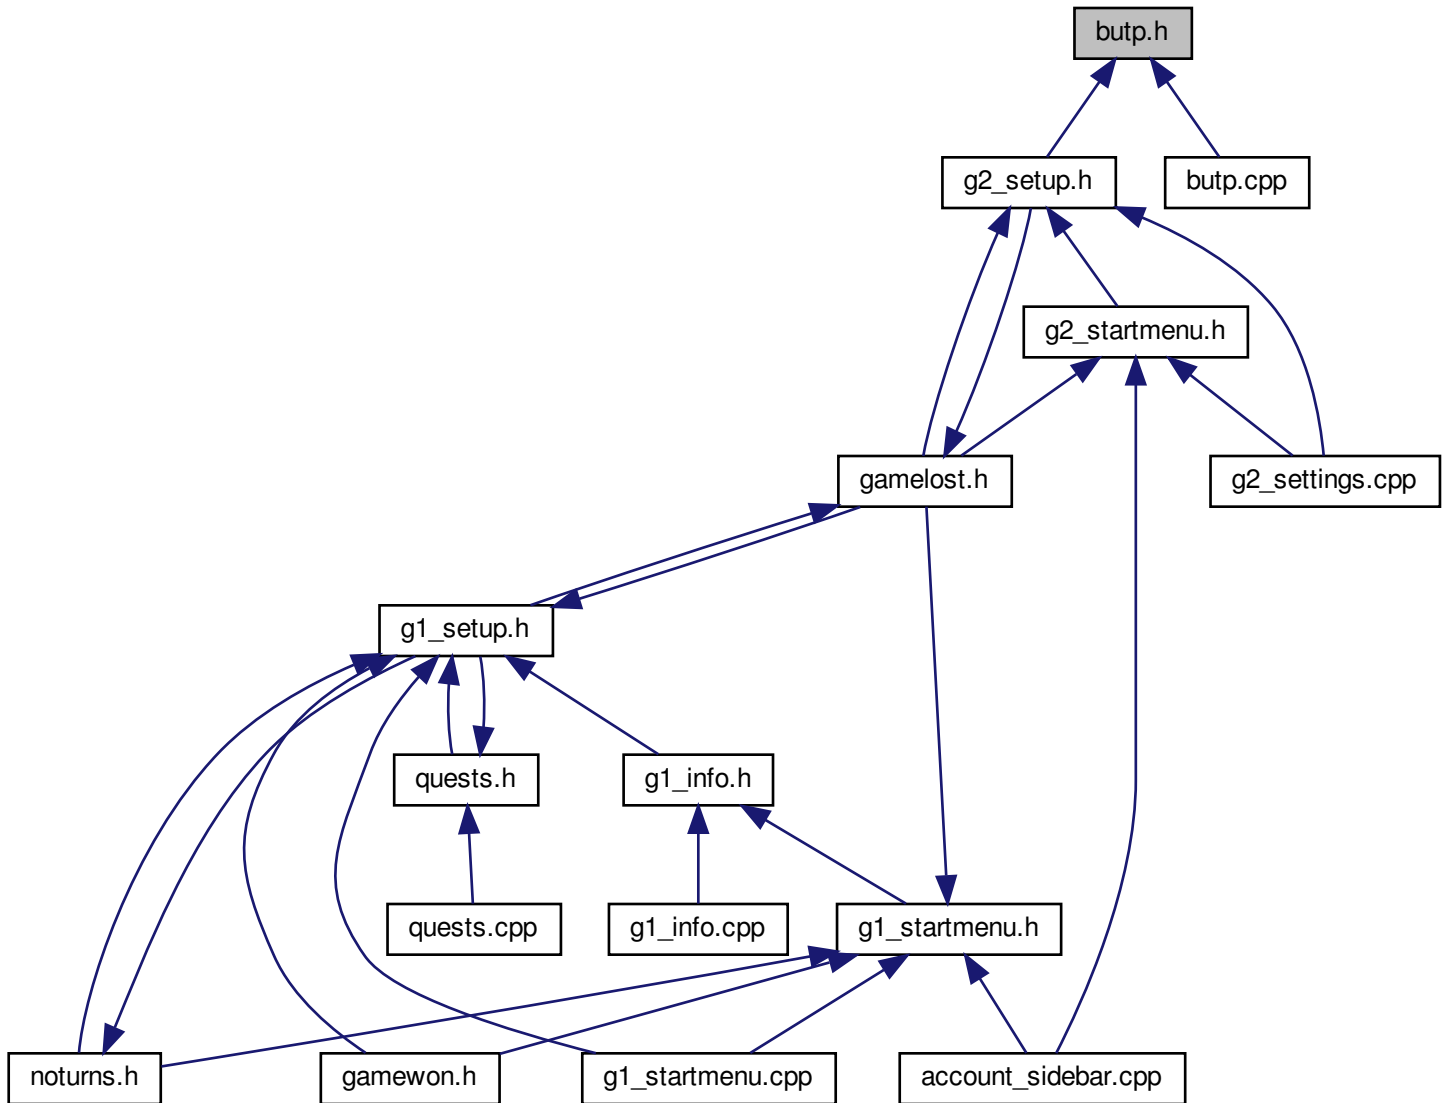 butp.h
g2_setup.h
butp.cpp
g2_startmenu.h
gamelost.h
g2_settings.cpp
g1_setup.h
quests.h
g1_info.h
quests.cpp
g1_info.cpp
g1_startmenu.h
noturns.h
gamewon.h
g1_startmenu.cpp
account_sidebar.cpp